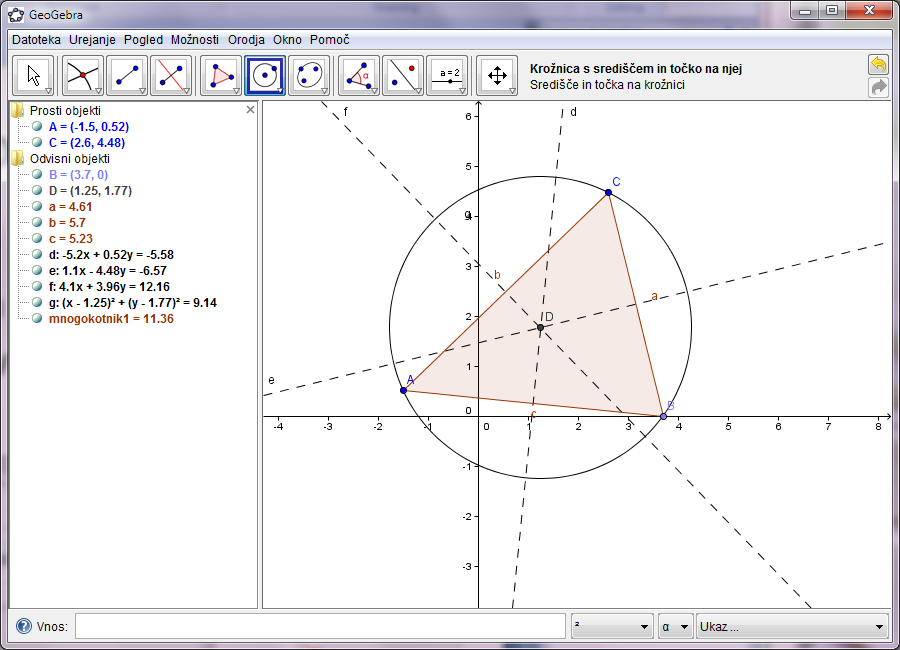 GeoGebra
Datoteka Urejanje Pogled Možnosti Orodja Okno Pomoč
a = 2
Krožnica s središčem in točko na njej
Središče in točka na krožnici
Prosti objekti
A = (-1.5, 0.52)
C = (2.6, 4.48)
Odvisni objekti
B = (3.7, 0)
D = (1.25, 1.77)
a = 4.61
b = 5.7
c = 5.23
d: -5.2x + 0.52y = -5.58
e: 1.1x - 4.48y = -6.57
f: 4.1x + 3.96y = 12.16
g: (x - 1.25)² + (y - 1.77)² = 9.14
mnogokotnik1 = 11.36
f
d
6
5
C
g
4
3
b
a
2
D
1
e
A
0
c
B
-4 -3 -2 -1 0 1 2 3 4 5 6 7 8
-1
-2
-3
Vnos:
²
α
Ukaz ...